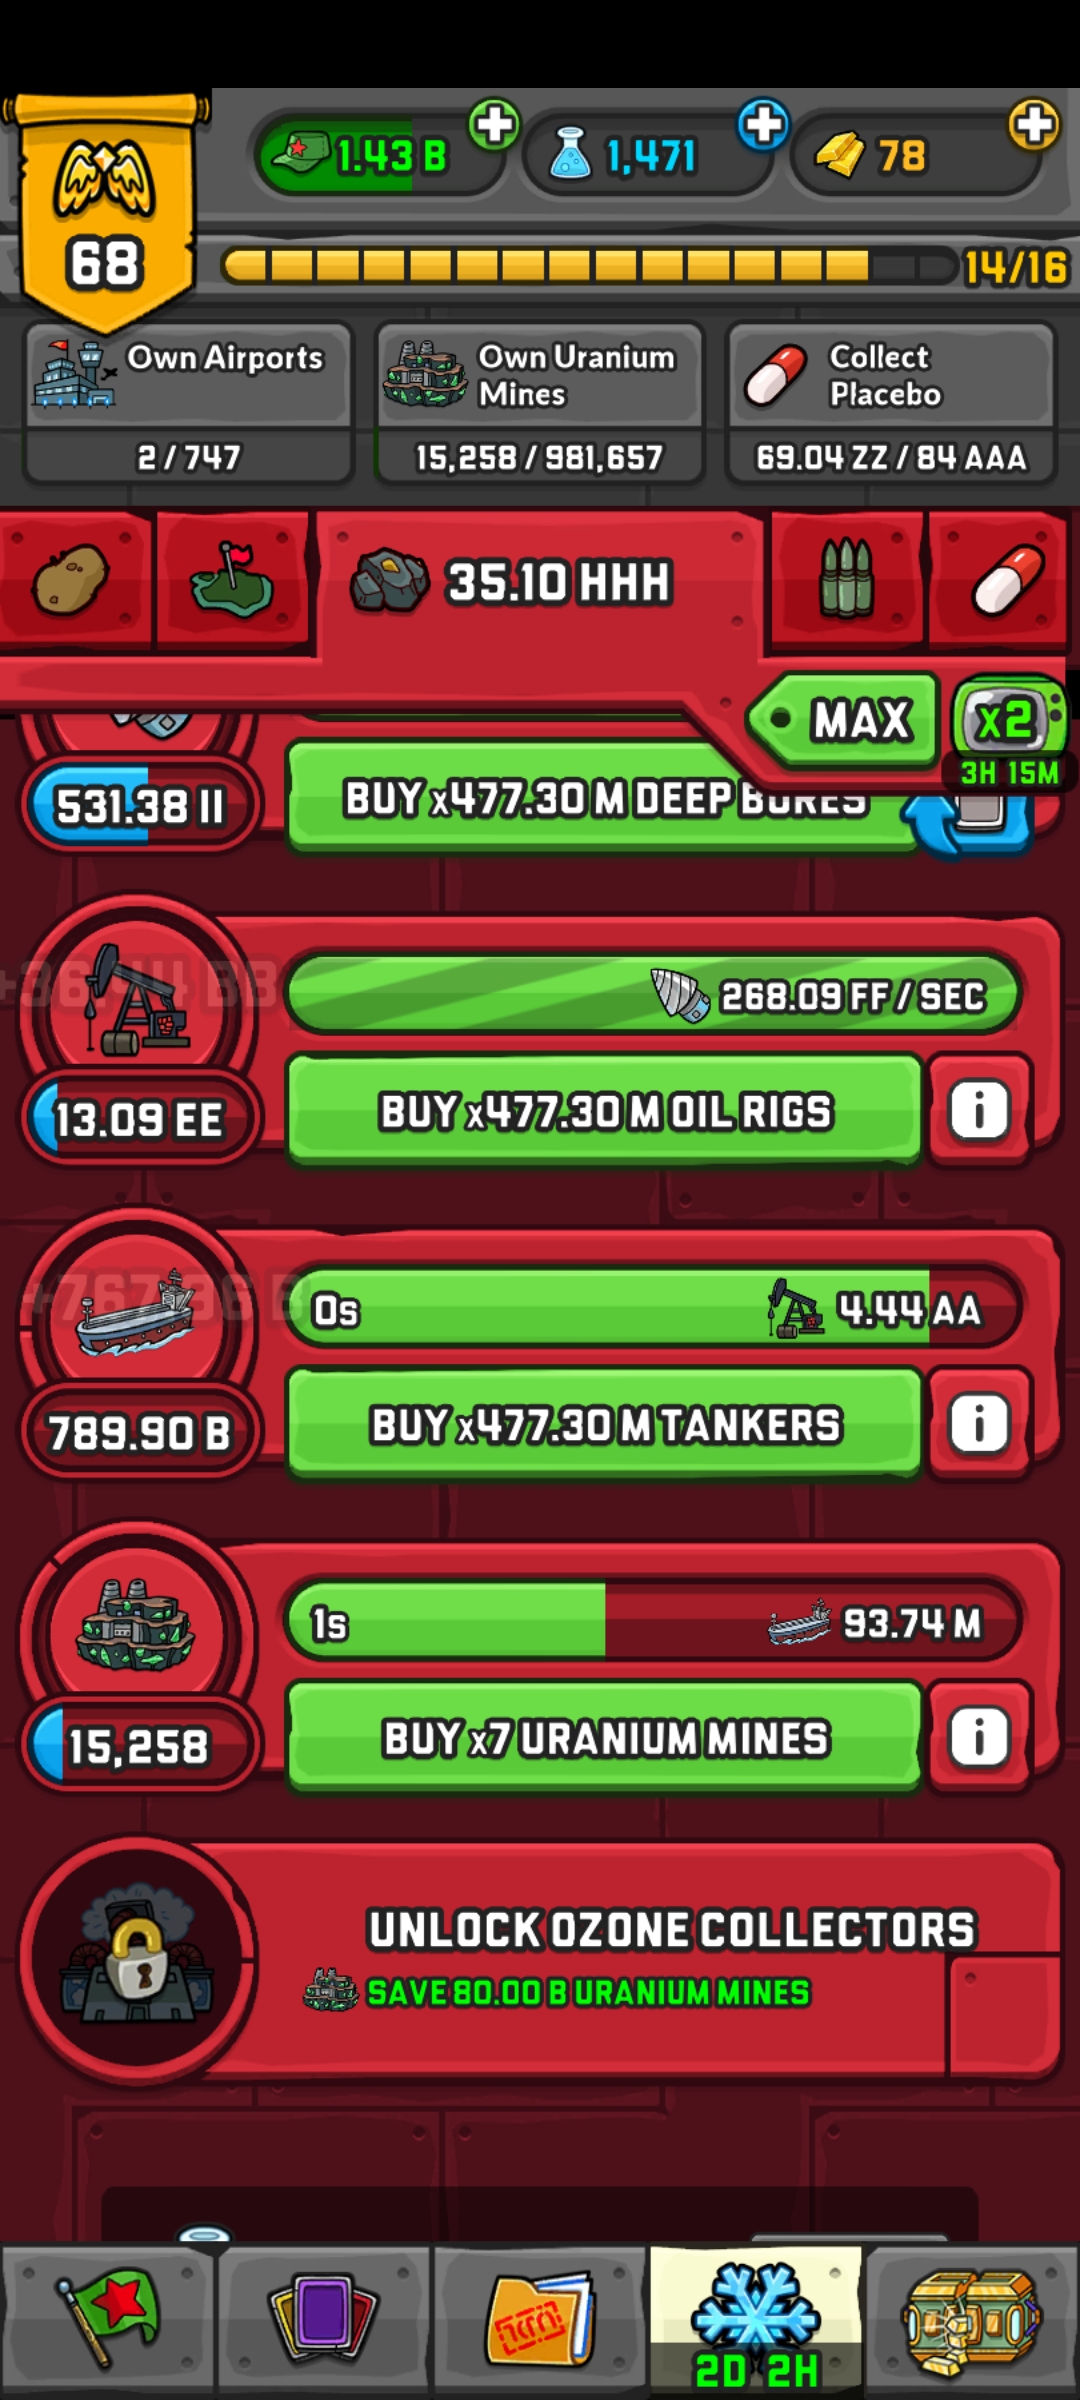 1.43 B
1,471
78
68
14/16
Own Airports
2 / 747
Own Uranium
Mines
15,258 / 981,657
Collect
Placebo
69.04 ZZ / 84 AAA
35.10 HHH
MAX
x2
3H 15M
531.38 II
BUY x477.30 M DEEP BORES
268.09 FF / SEC
13.09 EE
BUY x477.30 M OIL RIGS
0s
4.44 AA
789.90 B
BUY x477.30 M TANKERS
1s
93.74 M
15,258
BUY x7 URANIUM MINES
UNLOCK OZONE COLLECTORS
SAVE 80.00 B URANIUM MINES
2D 2H